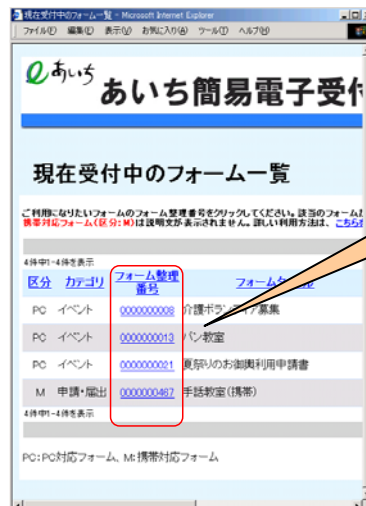 現在受付中のフォーム一覧 - Microsoft Internet Explorer
ファイル(F) 編集(E) 表示(V) お気に入り(A) ツール(T) ヘルプ(H)
eあいち
あいち簡易電子受付
現在受付中のフォーム一覧
ご利用になりたいフォームのフォーム整理番号をクリックしてください。該当のフォーム
携帯対応フォーム(区分:M)は説明文が表示されません。詳しい利用方法は、こちら
4件中1-4件を表示
区分 カテゴリ フォーム整理番号
PC イベント 0000000008 介護ボランティア募集
PC イベント 0000000013 パン教室
PC イベント 0000000021 夏祭りのお御輿利用申請書
M 申請・届出 0000000467 手話教室(携帯)
4件中1-4件を表示
PC:PC対応フォーム、M:携帯対応フォーム